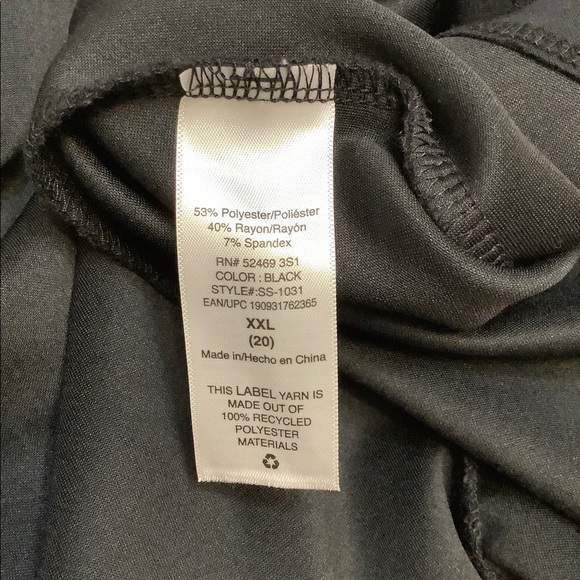 53% Polyester/Poliéster
40% Rayon/Rayón
7% Spandex
RN# 52469 3S1
COLOR : BLACK
STYLE#:SS-1031
EAN/UPC 190931762365
XXL
(20)
Made in/Hecho en China
THIS LABEL YARN IS
MADE OUT OF
100% RECYCLED
POLYESTER
MATERIALS